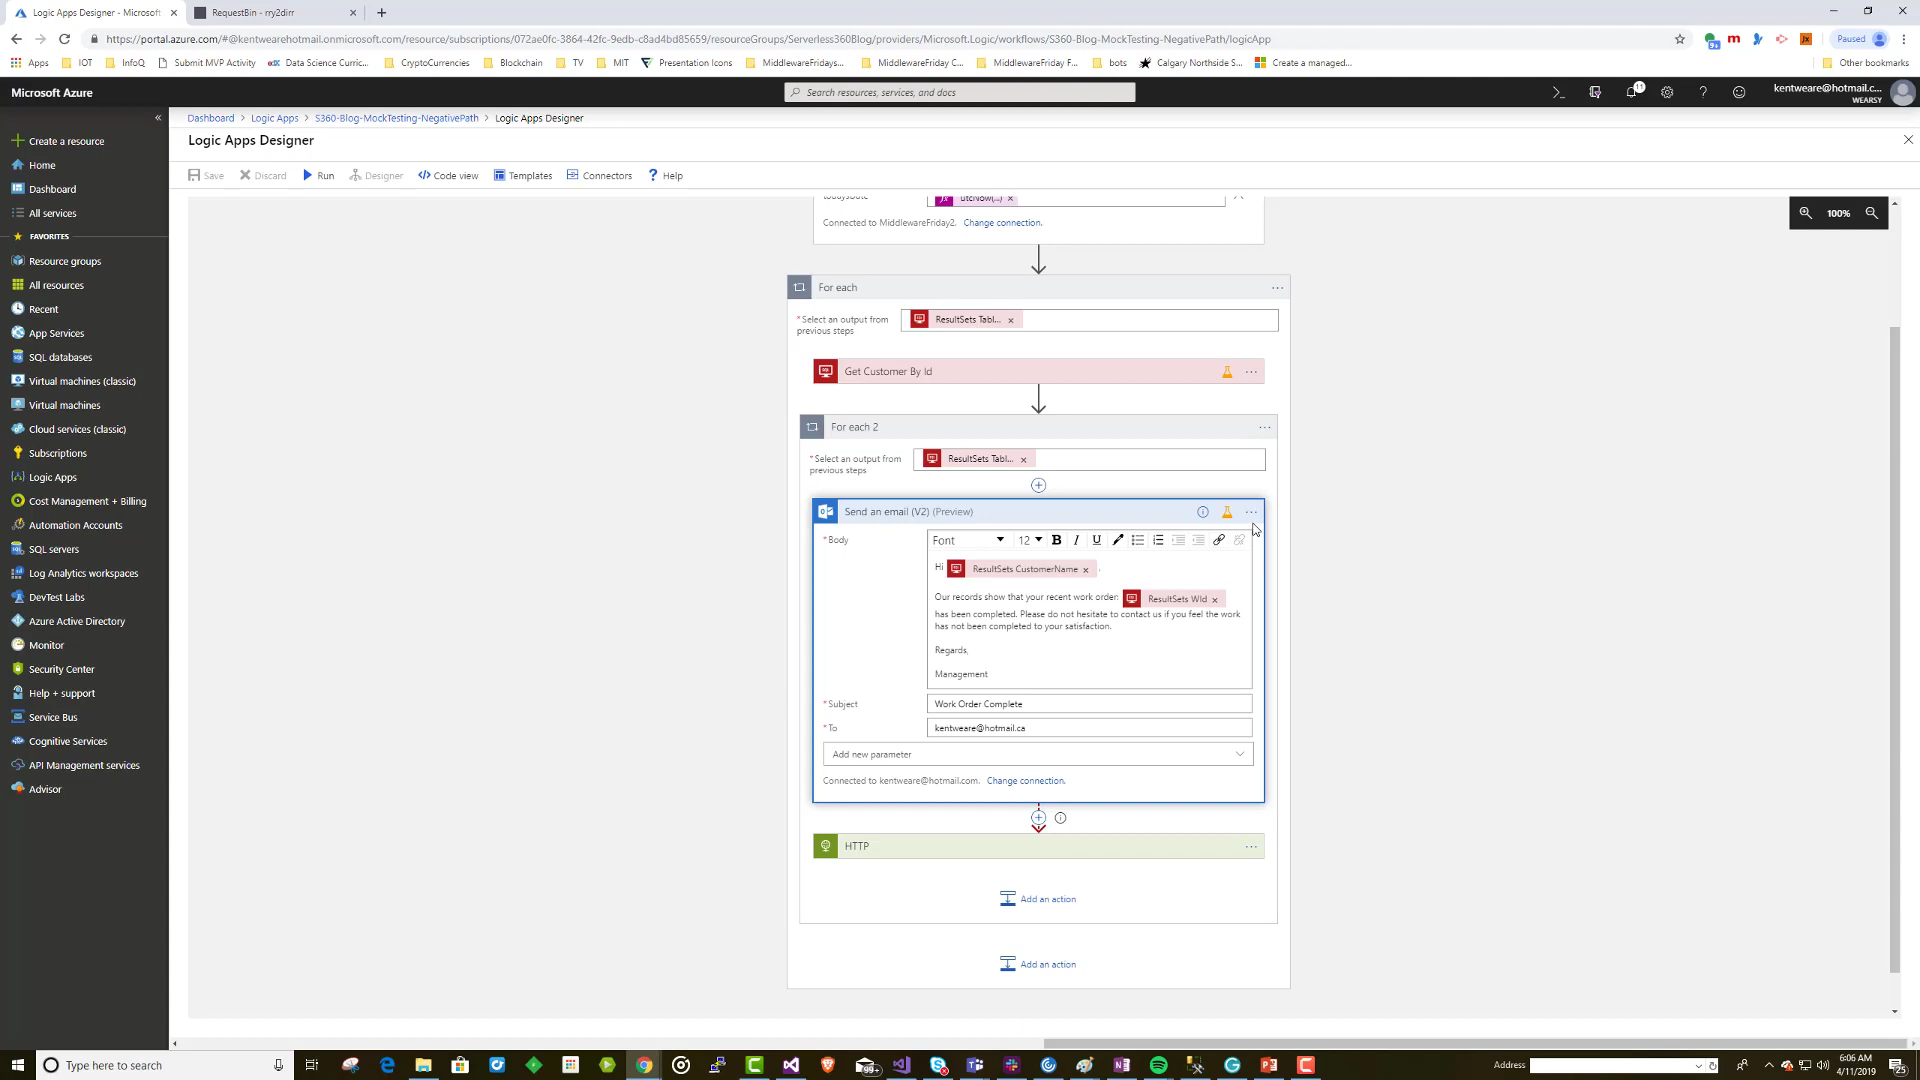 Logic Apps Designer - Microsoft
RequestBin - rry2dirr
https://portal.azure.com/#@kentwearehotmail.onmicrosoft.com/resource/subscriptions/072ae0fc-3864-42fc-9edb-c8ad4bd85659/resourceGroups/Serverless360Blog/providers/Microsoft.Logic/workflows/S360-Blog-MockTesting-NegativePath/logicApp
Paused
Apps
IOT
InfoQ
Submit MVP Activity
Data Science Curric...
CryptoCurrencies
Blockchain
TV
MIT
Presentation Icons
MiddlewareFridays...
MiddlewareFriday C...
MiddlewareFriday F...
bots
Calgary Northside S...
Create a managed...
Other bookmarks
Microsoft Azure
Search resources, services, and docs
11
kentweare@hotmail.c...
WEARSY
Dashboard
Logic Apps
S360-Blog-MockTesting-NegativePath
Logic Apps Designer
Logic Apps Designer
Save
Discard
Run
Designer
Code view
Templates
Connectors
Help
Create a resource
Home
Dashboard
All services
FAVORITES
Resource groups
All resources
Recent
App Services
SQL databases
Virtual machines (classic)
Virtual machines
Cloud services (classic)
Subscriptions
Logic Apps
Cost Management + Billing
Automation Accounts
SQL servers
Log Analytics workspaces
DevTest Labs
Azure Active Directory
Monitor
Security Center
Help + support
Service Bus
Cognitive Services
API Management services
Advisor
100%
todaysDate
utcNow(...) x
Connected to MiddlewareFriday2. Change connection.
For each
* Select an output from
previous steps
ResultSets Tabl... x
Get Customer By Id
For each 2
* Select an output from
previous steps
ResultSets Tabl... x
Send an email (V2) (Preview)
* Body
Font
12
B
I
U
Hi ResultSets CustomerName x .
Our records show that your recent work order: ResultSets WId x
has been completed. Please do not hesitate to contact us if you feel the work
has not been completed to your satisfaction.
Regards,
Management
* Subject
Work Order Complete
* To
kentweare@hotmail.ca
Add new parameter
Connected to kentweare@hotmail.com. Change connection.
HTTP
Add an action
Add an action
Type here to search
99+
Address
6:06 AM
4/11/2019
25